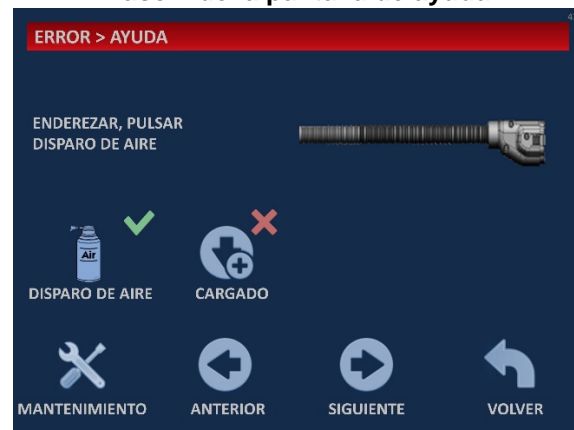 ERROR > AYUDA
ENDEREZAR, PULSAR
DISPARO DE AIRE
Air
DISPARO DE AIRE
CARGADO
MANTENIMIENTO
ANTERIOR
SIGUIENTE
VOLVER